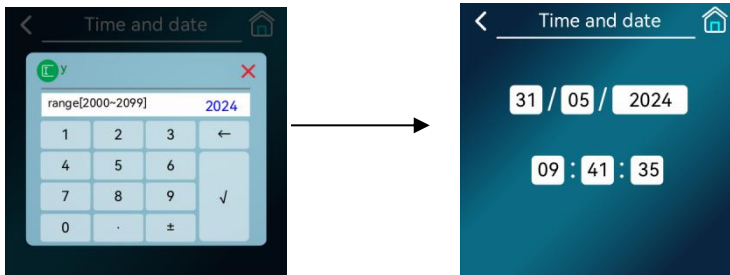 Time and date
y
range[2000~2099] 2024
1 2 3 ←
4 5 6
7 8 9 √
0 . ±
Time and date
31 / 05 / 2024
09 : 41 : 35